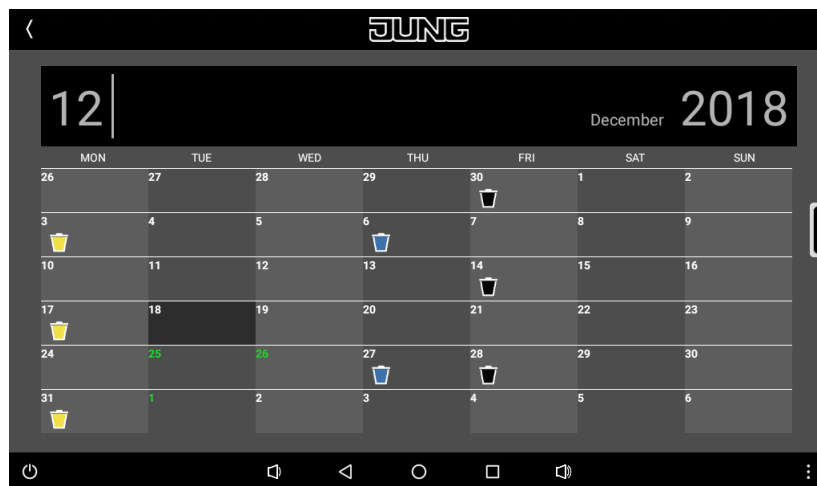 JUNG
12
December 2018
MON TUE WED THU FRI SAT SUN
26 27 28 29 30 1 2
3 4 5 6 7 8 9
10 11 12 13 14 15 16
17 18 19 20 21 22 23
24 25 26 27 28 29 30
31 1 2 3 4 5 6